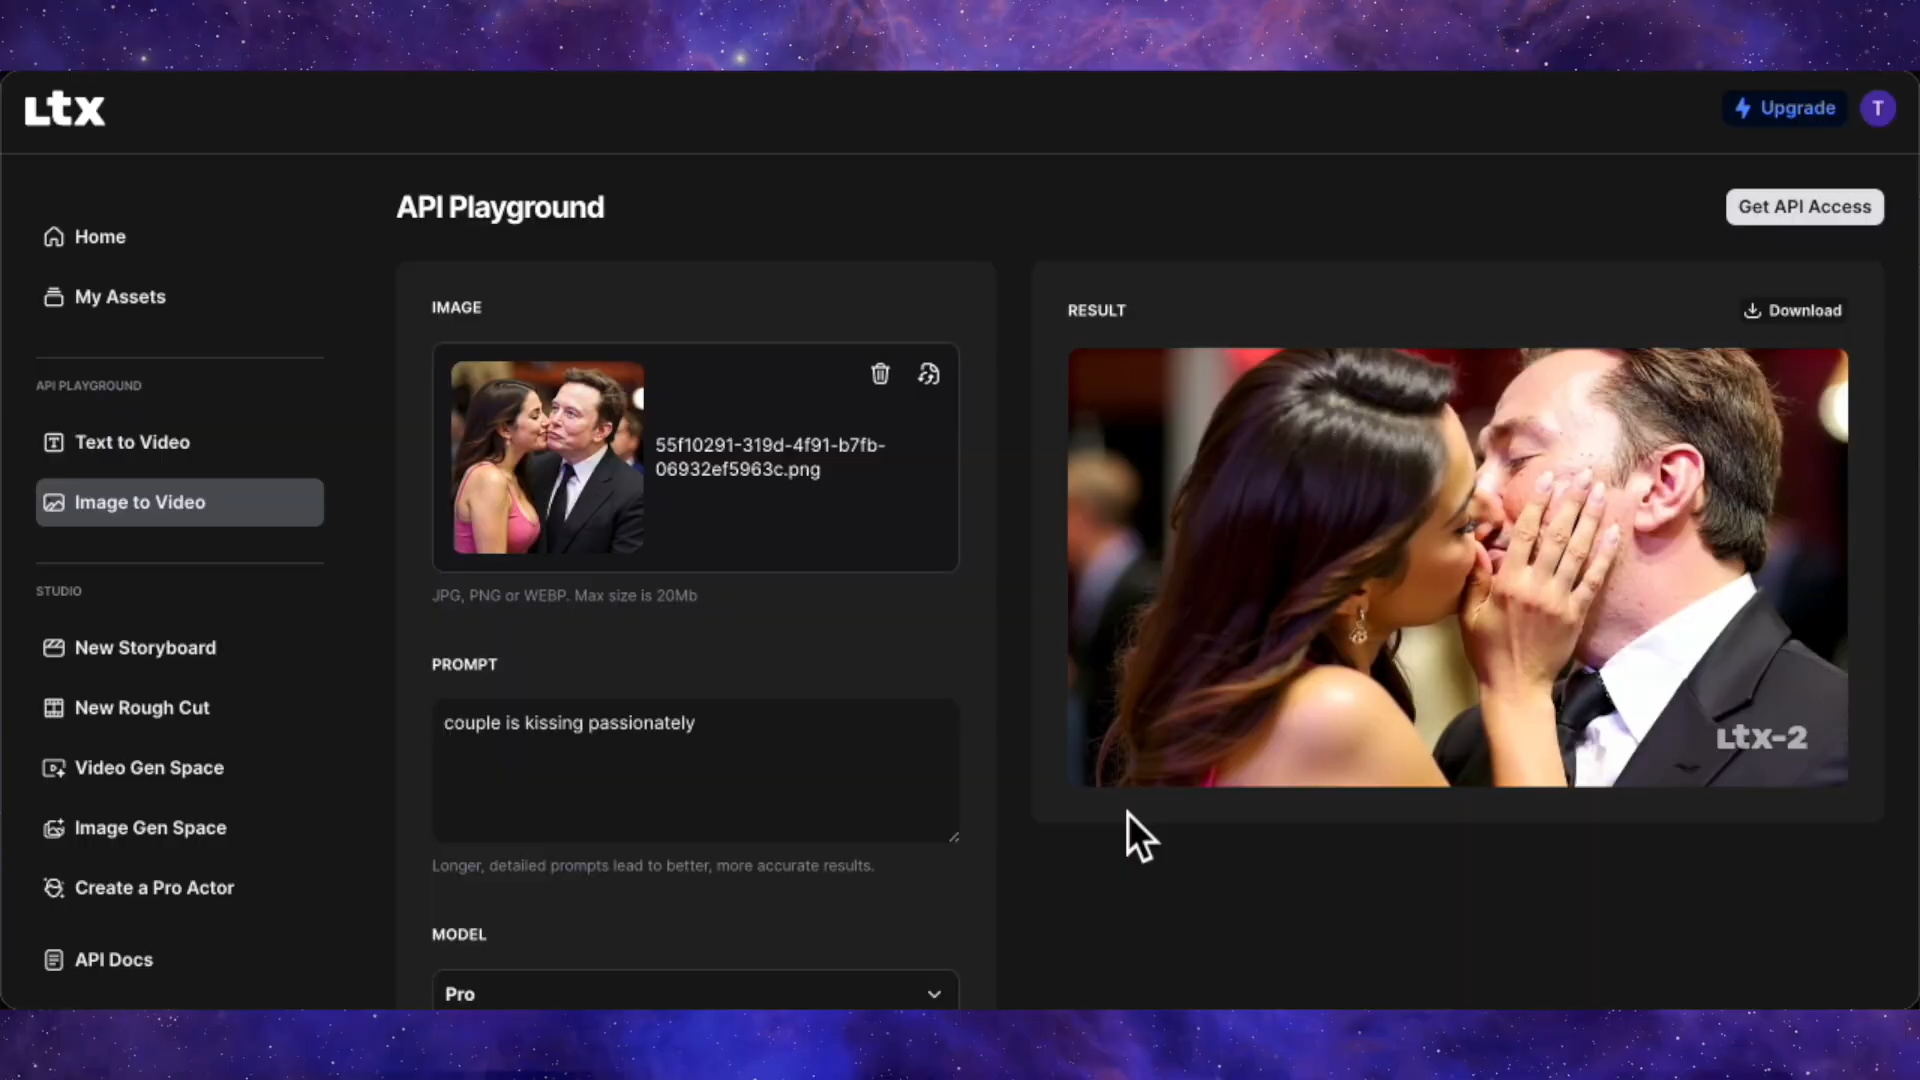 Ltx
Upgrade
T
Home
My Assets
API PLAYGROUND
Text to Video
Image to Video
STUDIO
New Storyboard
New Rough Cut
Video Gen Space
Image Gen Space
Create a Pro Actor
API Docs
API Playground
Get API Access
IMAGE
55f10291-319d-4f91-b7fb-
06932ef5963c.png
JPG, PNG or WEBP. Max size is 20Mb
PROMPT
couple is kissing passionately
Longer, detailed prompts lead to better, more accurate results.
MODEL
Pro
RESULT
Download
Ltx-2